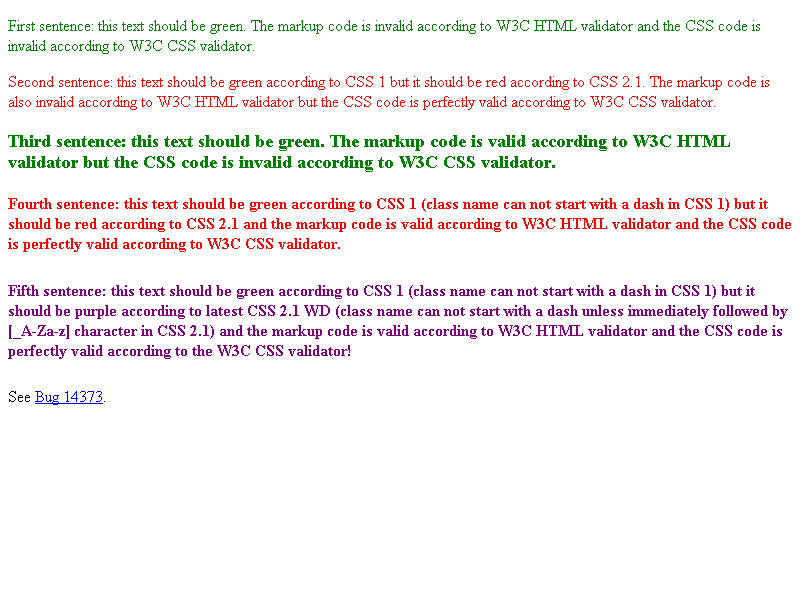 First sentence: this text should be green. The markup code is invalid according to W3C HTML validator and the CSS code is
invalid according to W3C CSS validator.
Second sentence: this text should be green according to CSS 1 but it should be red according to CSS 2.1. The markup code is
also invalid according to W3C HTML validator but the CSS code is perfectly valid according to W3C CSS validator.
Third sentence: this text should be green. The markup code is valid according to W3C HTML
validator but the CSS code is invalid according to W3C CSS validator.
Fourth sentence: this text should be green according to CSS 1 (class name can not start with a dash in CSS 1) but it
should be red according to CSS 2.1 and the markup code is valid according to W3C HTML validator and the CSS code
is perfectly valid according to W3C CSS validator.
Fifth sentence: this text should be green according to CSS 1 (class name can not start with a dash in CSS 1) but it
should be purple according to latest CSS 2.1 WD (class name can not start with a dash unless immediately followed by
[_A-Za-z] character in CSS 2.1) and the markup code is valid according to W3C HTML validator and the CSS code is
perfectly valid according to the W3C CSS validator!
See Bug 14373.